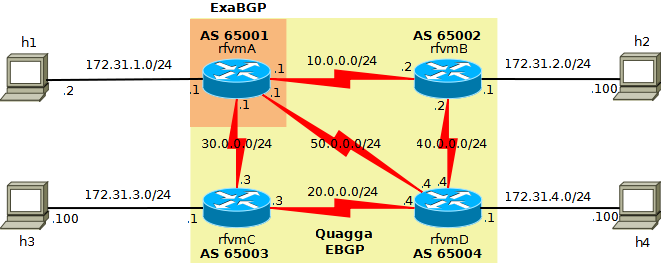 ExaBGP
AS 65001
AS 65002
h1
rfvmA
rfvmB
h2
172.31.1.0/24
10.0.0.0/24
172.31.2.0/24
.1
.2
.2
.1
.1
.100
.1
.1
.2
30.0.0.0/24
50.0.0.0/24
40.0.0.0/24
.3
.4
.4
172.31.3.0/24
20.0.0.0/24
172.31.4.0/24
.3
.4
.100
.1
.1
.100
h3
rfvmC
Quagga
rfvmD
h4
AS 65003
EBGP
AS 65004